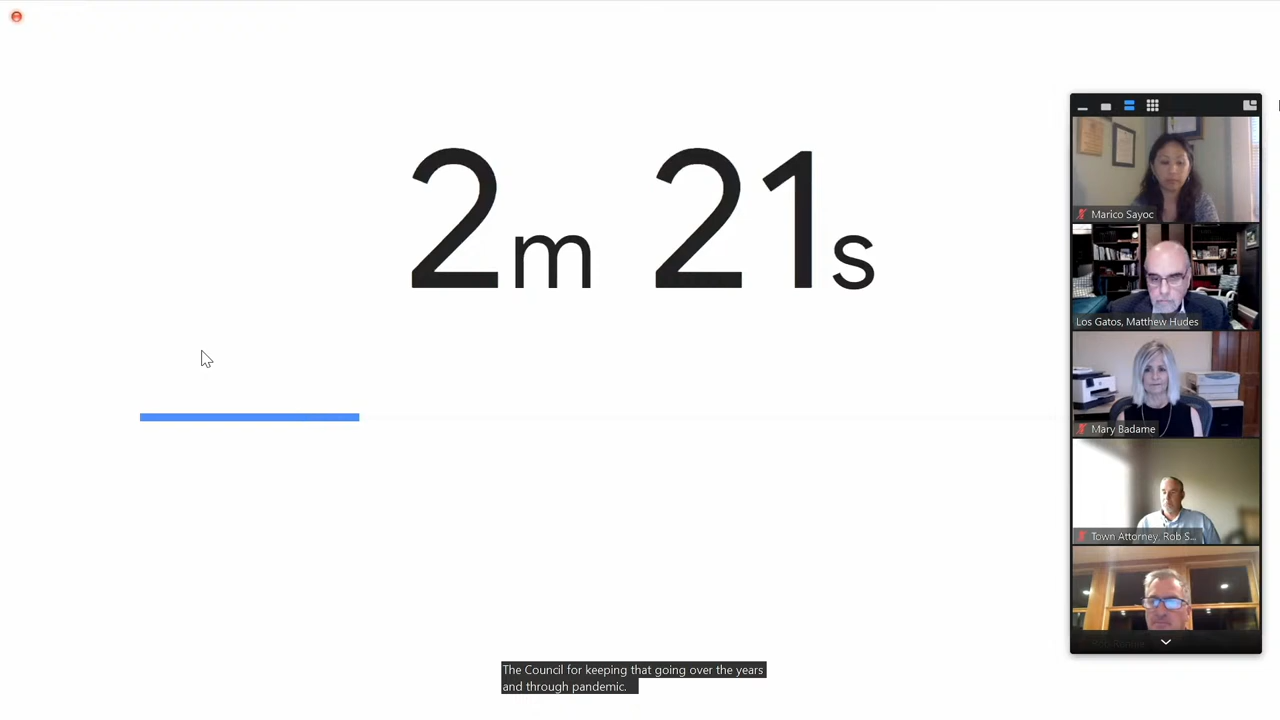 2m 21s
Marico Sayoc
Los Gatos, Matthew Hudes
Mary Badame
Town Attorney, Rob S...
The Council for keeping that going over the years
and through pandemic.